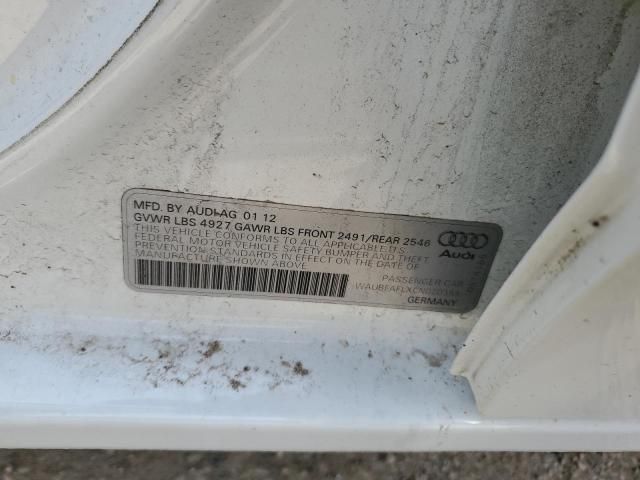 MFD. BY AUDI-AG 01 12
GVWR LBS 4927 GAWR LBS FRONT 2491/REAR 2546
THIS VEHICLE CONFORMS TO ALL APPLICABLE U.S.
FEDERAL MOTOR VEHICLE SAFETY BUMPER AND THEFT
PREVENTION STANDARDS IN EFFECT ON THE DATE OF
MANUFACTURE SHOWN ABOVE.
Audi
PASSENGER CAR
GERMANY